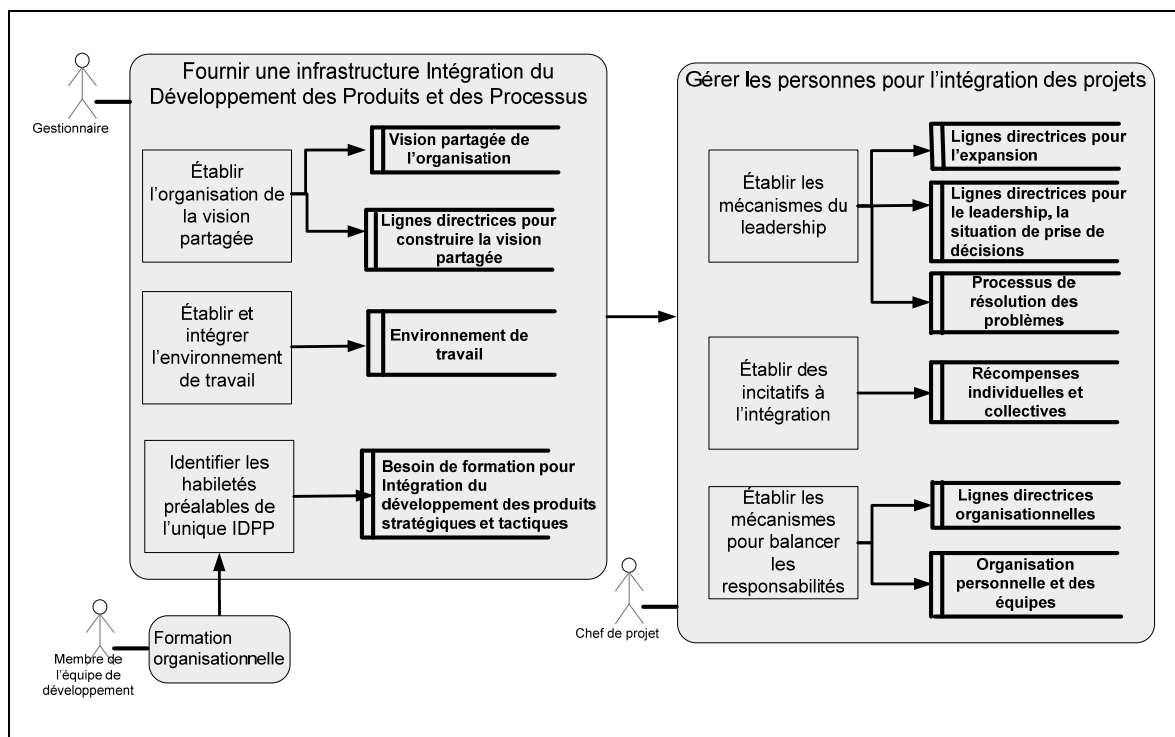 Gestionnaire
Fournir une infrastructure Intégration du
Développement des Produits et des Processus
Établir
l'organisation de
la vision
partagée
Vision partagée de
l'organisation
Lignes directrices pour
construire la vision
partagée
Établir et
intégrer
l'environnement
de travail
Environnement de
travail
Identifier les
habiletés
préalables de
l'unique IDPP
Besoin de formation pour
Intégration du
développement des produits
stratégiques et tactiques
Membre de
l'équipe de
développement
Formation
organisationnelle
Gérer les personnes pour l'intégration des projets
Établir les
mécanismes du
leadership
Lignes directrices pour
l'expansion
Lignes directrices pour
le leadership, la
situation de prise de
décisions
Processus de
résolution des
problèmes
Établir des
incitatifs à
l'intégration
Récompenses
individuelles et
collectives
Établir les
mécanismes
pour balancer
les
responsabilités
Lignes directrices
organisationnelles
Organisation
personnelle et des
équipes
Chef de projet